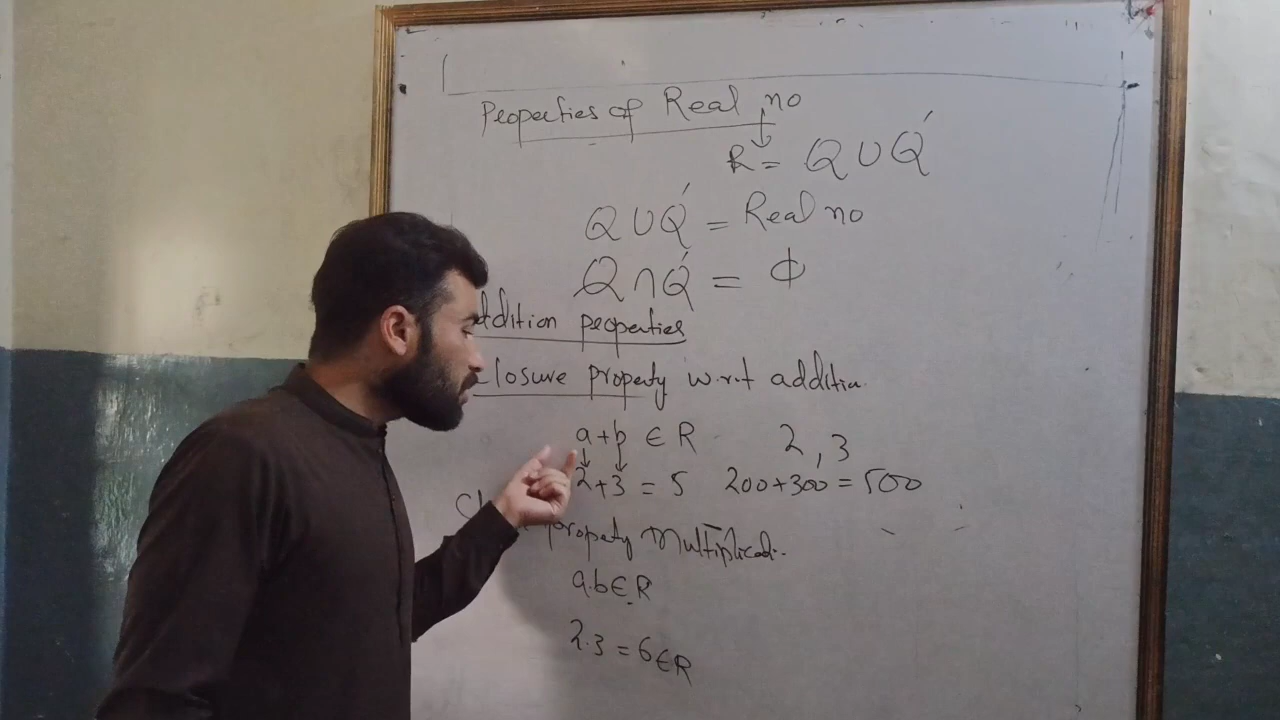 Properties of Real no
R = Q U Q'
Q U Q' = Real no
Q ∩ Q' = ϕ
ddition properties
losure property w.r.t addition
a+b ∈ R 2, 3
2+3 = 5 200+300 = 500
property Multiplicati.
a.b ∈ R
2.3 = 6 ∈ R